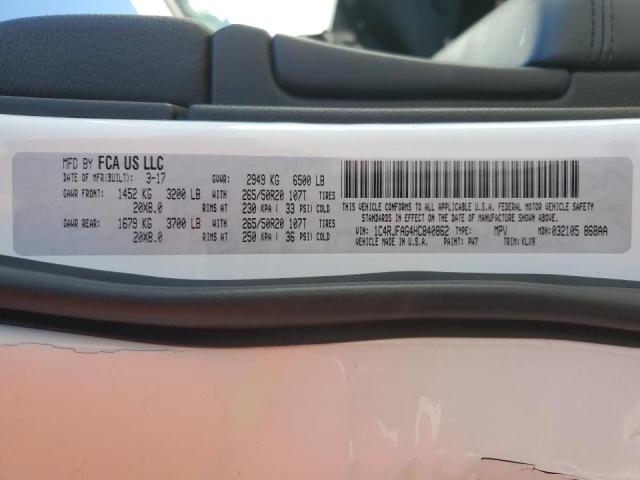 MFD BY FCA US LLC
DATE OF MFR(BUILT): 3-17 GVWR: 2949 KG 6500 LB
GAWR FRONT: 1452 KG 3200 LB WITH 265/50R20 107T TIRES
20X8.0 RIMS AT 230 KPA ( 33 PSI) COLD
GAWR REAR: 1679 KG 3700 LB WITH 265/50R20 107T TIRES
20X8.0 RIMS AT 250 KPA ( 36 PSI) COLD
THIS VEHICLE CONFORMS TO ALL APPLICABLE U.S.A. FEDERAL MOTOR VEHICLE SAFETY
STANDARDS IN EFFECT ON THE DATE OF MANUFACTURE SHOWN ABOVE.
VIN: 1C4RJFAG4HC840862 TYPE: MPV MDH: 032105 868AA
VEHICLE MADE IN U.S.A. PAINT: PW7 TRIM: KLX9